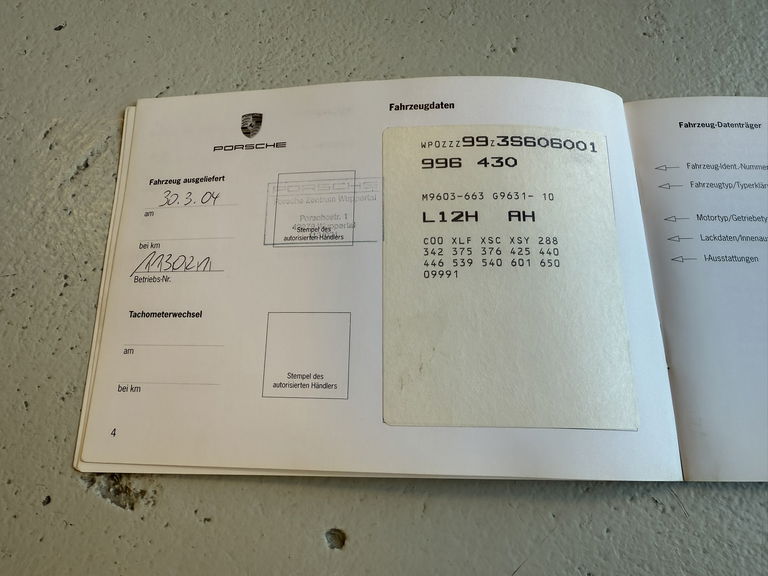 PORSCHE
Fahrzeug ausgeliefert
30.3.04
am
bei km
Betriebs-Nr.
PORSCHE
Porsche Zentrum Wuppertal
Porschestr. 1
Stempel des
autorisierten Händlers
Tachometerwechsel
am
bei km
Stempel des
autorisierten Händlers
4
Fahrzeugdaten
WPOZZZ99Z3S606001
996 430
M9603-663 G9631- 10
L12H AH
C00 XLF XSC XSY 288
342 375 376 425 440
446 539 540 601 650
09991
Fahrzeug-Datenträger
Fahrzeug-Ident.-Nummer
Fahrzeugtyp/Typerklär
Motortyp/Getriebety
Lackdaten/Innenau
I-Ausstattungen